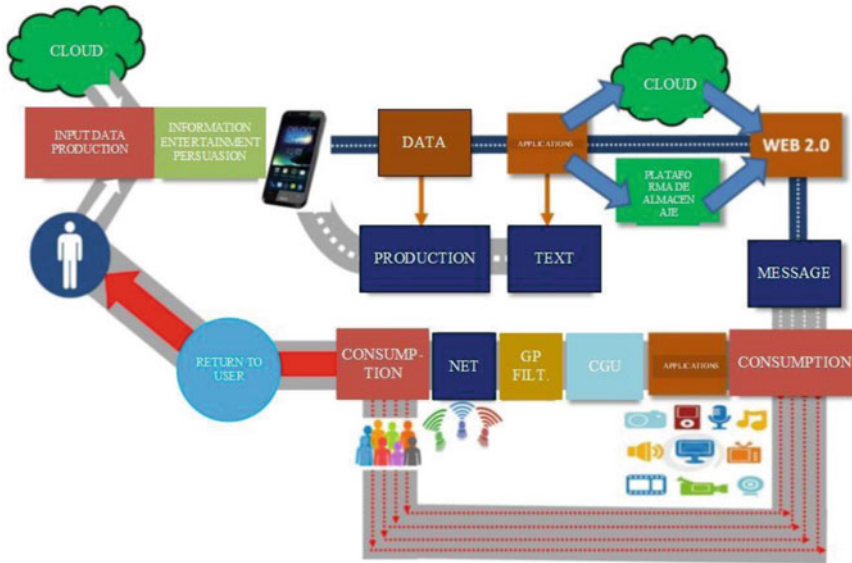 CLOUD
INPUT DATA
PRODUCTION
INFORMATION
ENTERTAINMENT
PERSUASION
DATA
APPLICATIONS
CLOUD
PLATAFO
RMA DE
ALMACEN
AJE
WEB 2.0
PRODUCTION
TEXT
MESSAGE
RETURN TO
USER
CONSUMP-
TION
NET
GP
FILT.
CGU
APPLICATIONS
CONSUMPTION